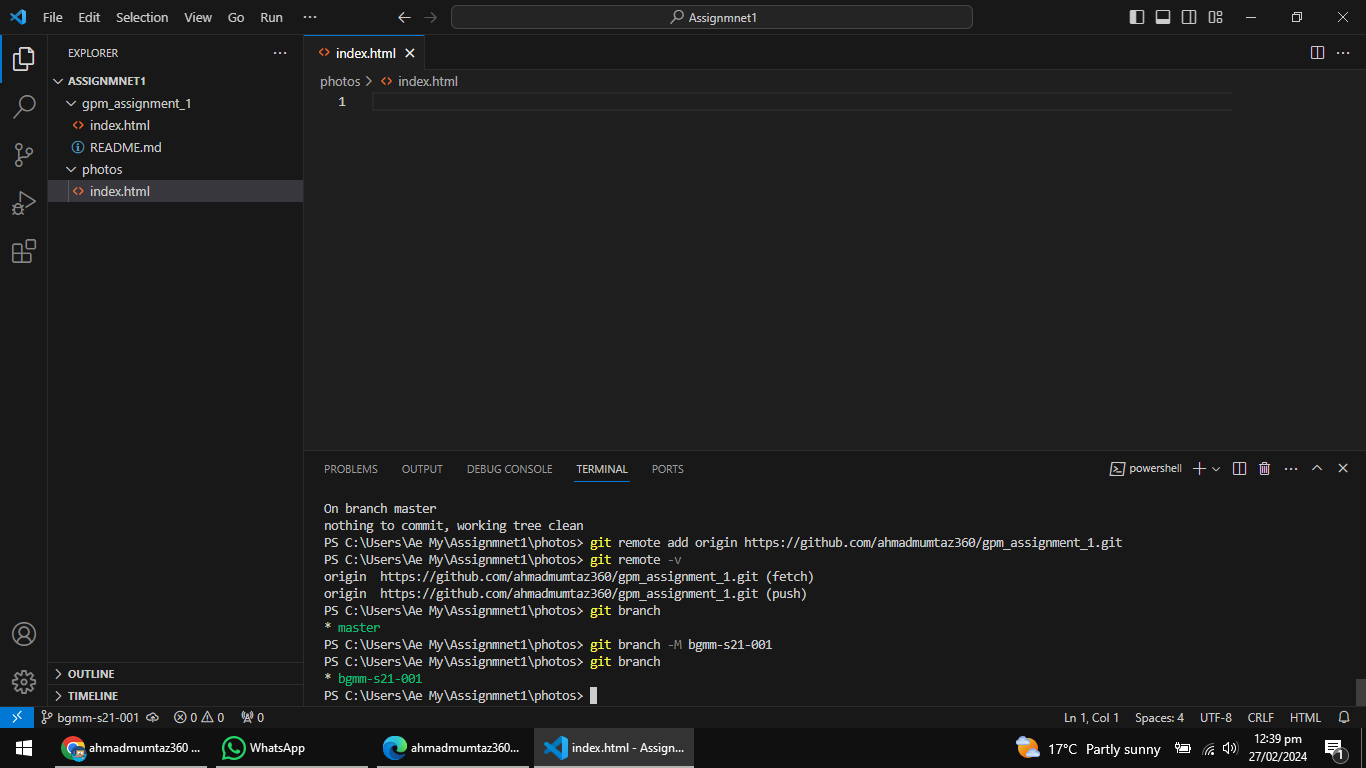 File Edit Selection View Go Run ··· Assignmnet1
EXPLORER ···
ASSIGNMNET1
gpm_assignment_1
index.html
README.md
photos
index.html
OUTLINE
TIMELINE
index.html
photos > index.html
1
PROBLEMS OUTPUT DEBUG CONSOLE TERMINAL PORTS powershell
On branch master
nothing to commit, working tree clean
PS C:\Users\Ae My\Assignmnet1\photos> git remote add origin https://github.com/ahmadmumtaz360/gpm_assignment_1.git
PS C:\Users\Ae My\Assignmnet1\photos> git remote -v
origin  https://github.com/ahmadmumtaz360/gpm_assignment_1.git (fetch)
origin  https://github.com/ahmadmumtaz360/gpm_assignment_1.git (push)
PS C:\Users\Ae My\Assignmnet1\photos> git branch
* master
PS C:\Users\Ae My\Assignmnet1\photos> git branch -M bgmm-s21-001
PS C:\Users\Ae My\Assignmnet1\photos> git branch
* bgmm-s21-001
PS C:\Users\Ae My\Assignmnet1\photos>
bgmm-s21-001 0 0 0 Ln 1, Col 1 Spaces: 4 UTF-8 CRLF HTML
ahmadmumtaz360 ... WhatsApp ahmadmumtaz360... index.html - Assign... 17°C Partly sunny 12:39 pm
27/02/2024 1